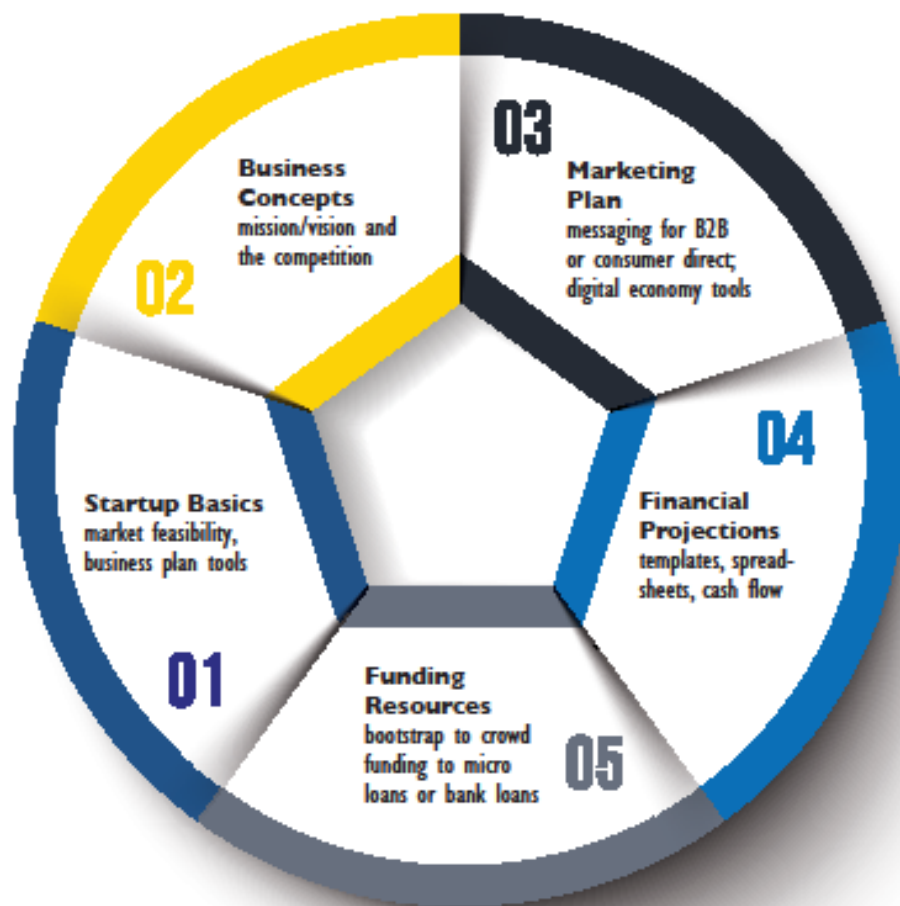 01
Startup Basics
market feasibility,
business plan tools
02
Business
Concepts
mission/vision and
the competition
03
Marketing
Plan
messaging for B2B
or consumer direct;
digital economy tools
04
Financial
Projections
templates, spread-
sheets, cash flow
05
Funding
Resources
bootstrap to crowd
funding to micro
loans or bank loans